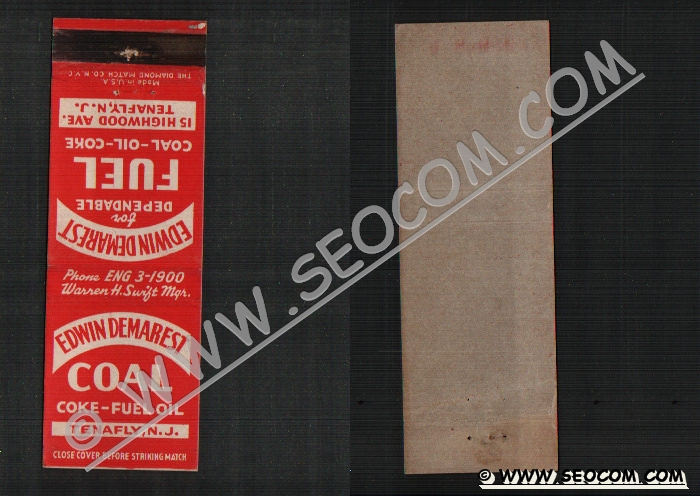 Made in U.S.A.
THE DIAMOND MATCH CO. N.Y.C.
15 HIGHWOOD AVE.
TENAFLY, N.J.
COAL-OIL-COKE
FUEL
DEPENDABLE
for
EDWIN DEMAREST
Phone ENG 3-1900
Warren H. Swift Mgr.
EDWIN DEMAREST
COAL
COKE-FUEL OIL
TENAFLY, N.J.
CLOSE COVER BEFORE STRIKING MATCH
© WWW.SEOCOM.COM
© WWW.SEOCOM.COM